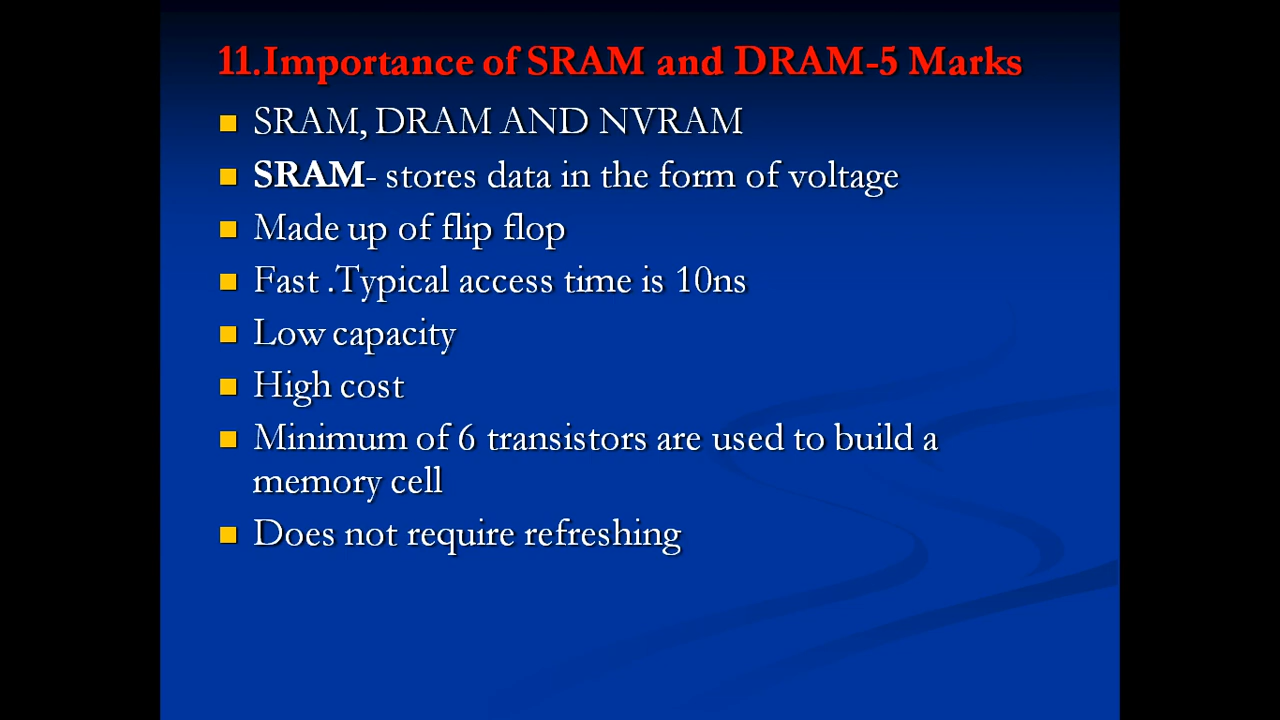 11.Importance of SRAM and DRAM-5 Marks
SRAM, DRAM AND NVRAM
SRAM- stores data in the form of voltage
Made up of flip flop
Fast .Typical access time is 10ns
Low capacity
High cost
Minimum of 6 transistors are used to build a
memory cell
Does not require refreshing